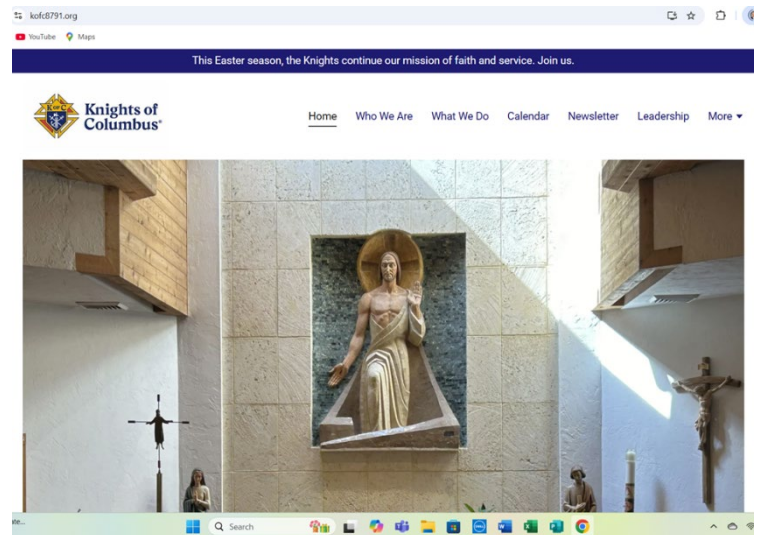 kofc8791.org
YouTube Maps
This Easter season, the Knights continue our mission of faith and service. Join us.
K OF C
Knights of
Columbus®
Home Who We Are What We Do Calendar Newsletter Leadership More
Search